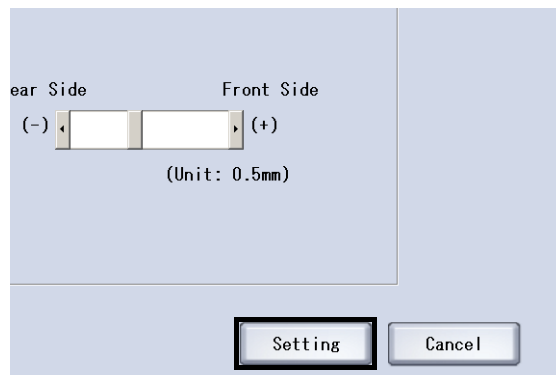 ear Side Front Side
(-) (+)
(Unit: 0.5mm)
Setting Cancel